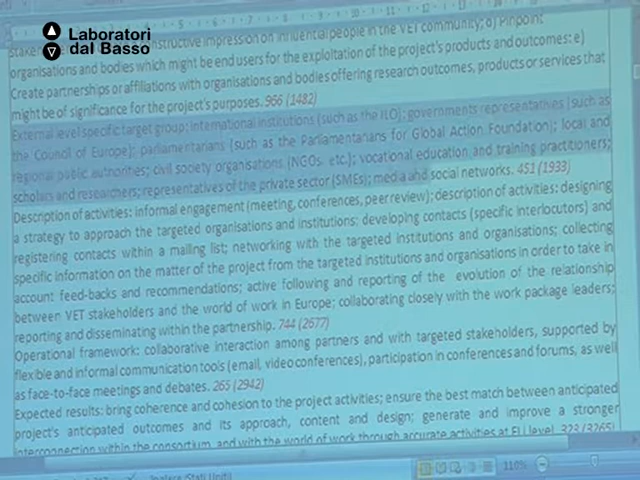 Laboratori
dal Basso
constructive impression on influential people in the VET community; d) Pinpoint
organisations and bodies which might be end users for the exploitation of the project's products and outcomes: e)
Create partnerships or affiliations with organisations and bodies offering research outcomes, products or services that
might be of significance for the project's purposes. 966 (1482)
External level specific target group: international institutions (such as the ILO); governments representatives (such as
the Council of Europe); parliamentarians (such as the Parliamentarians for Global Action Foundation); local and
regional public authorities; civil society organisations (NGOs, etc.); vocational education and training practitioners;
scholars and researchers; representatives of the private sector (SMEs); media and social networks. 451 (1933)
Description of activities: informal engagement (meeting, conferences, peer review); description of activities: designing
a strategy to approach the targeted organisations and institutions; developing contacts (specific interlocutors) and
registering contacts within a mailing list; networking with the targeted institutions and organisations; collecting
specific information on the matter of the project from the targeted institutions and organisations in order to take in
account feed-backs and recommendations; active following and reporting of the evolution of the relationship
between VET stakeholders and the world of work in Europe; collaborating closely with the work package leaders;
reporting and disseminating within the partnership. 744 (2677)
Operational framework: collaborative interaction among partners and with targeted stakeholders, supported by
flexible and informal communication tools (email, videoconferences), participation in conferences and forums, as well
as face-to-face meetings and debates. 265 (2942)
Expected results: bring coherence and cohesion to the project activities; ensure the best match between anticipated
project's anticipated outcomes and its approach, content and design; generate and improve a stronger
interconnection within the consortium, and with the world of work through accurate activities at EU level. 323 (3265)
Inglese (Stati Uniti)
110%